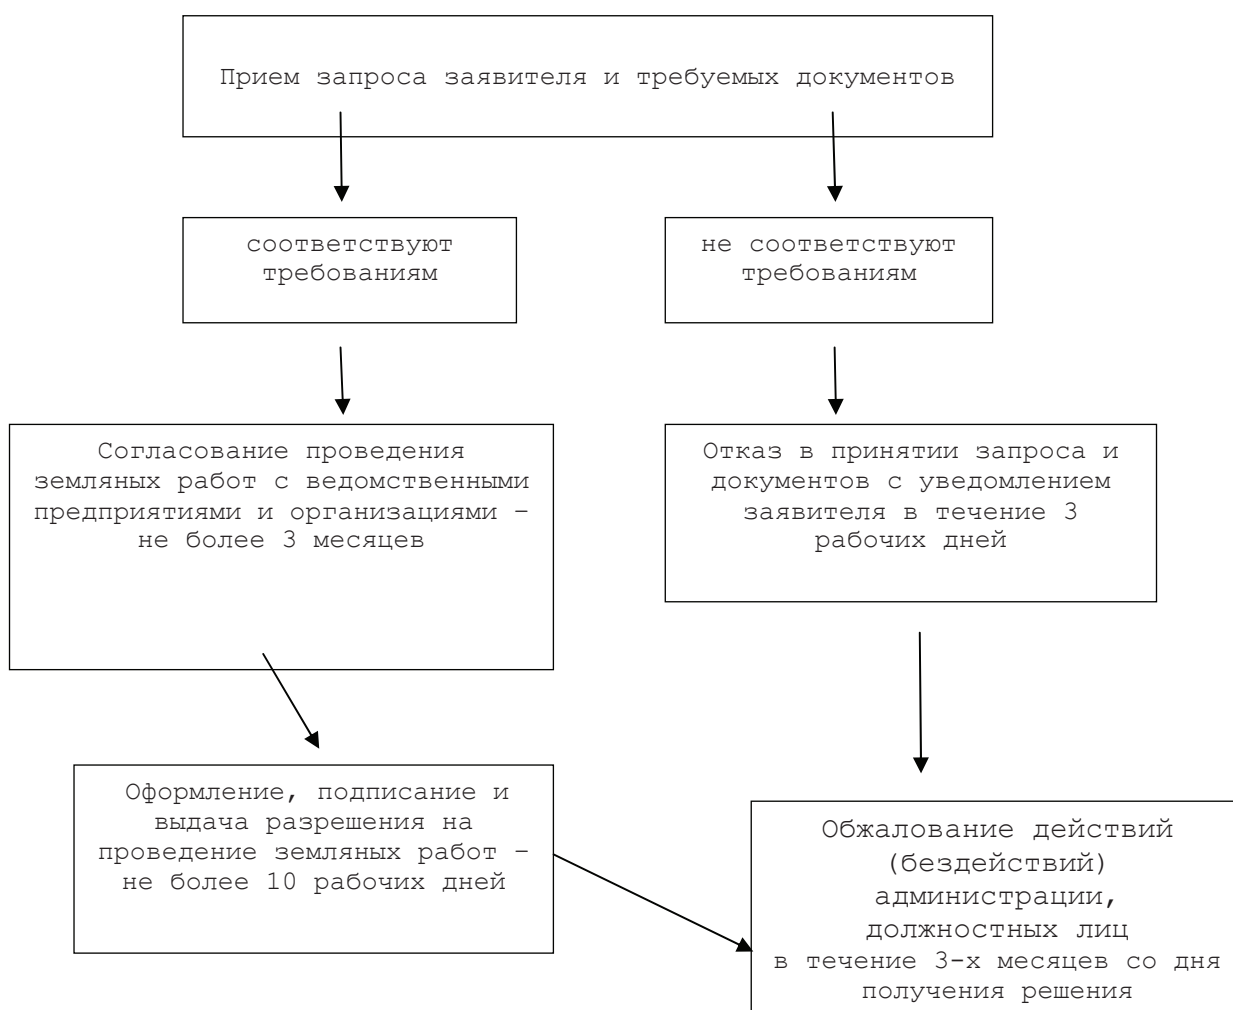 Прием запроса заявителя и требуемых документов
соответствуют
требованиям
не соответствуют
требованиям
Согласование проведения
земляных работ с ведомственными
предприятиями и организациями –
не более 3 месяцев
Отказ в принятии запроса и
документов с уведомлением
заявителя в течение 3
рабочих дней
Оформление, подписание и
выдача разрешения на
проведение земляных работ –
не более 10 рабочих дней
Обжалование действий
(бездействий)
администрации,
должностных лиц
в течение 3-х месяцев со дня
получения решения